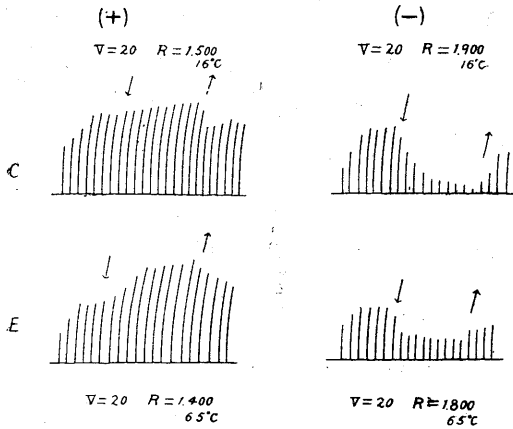 (+) (−)
V=20 R=1.500 V=20 R=1.900
16°C 16°C
C
E
V=20 R=1.400 V=20 R=1.800
65°C 65°C